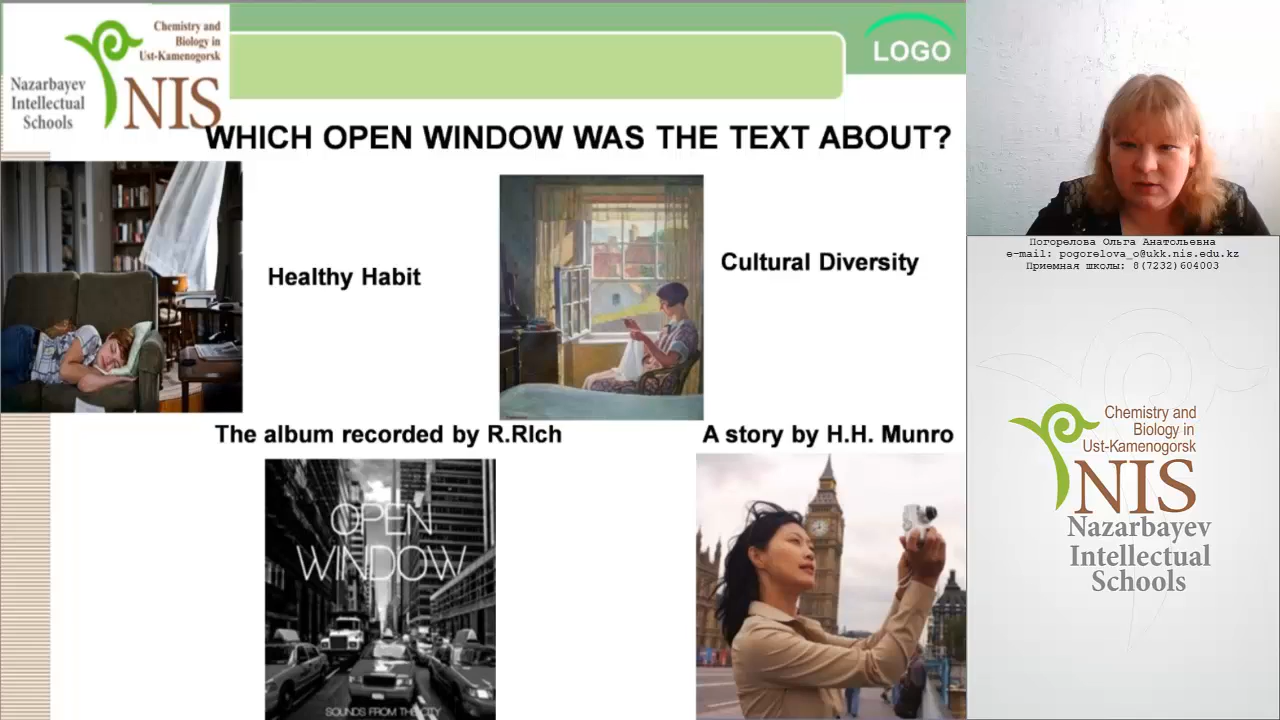 Chemistry and
Biology in
Ust-Kamenogorsk
Nazarbayev
Intellectual
Schools
NIS
LOGO
WHICH OPEN WINDOW WAS THE TEXT ABOUT?
Healthy Habit
Cultural Diversity
The album recorded by R.RIch
A story by H.H. Munro
OPEN
WINDOW
SOUNDS FROM THE CITY
Погорелова Ольга Анатольевна
e-mail: pogorelova_o@ukk.nis.edu.kz
Приемная школы: 8(7232)604003
Chemistry and
Biology in
Ust-Kamenogorsk
NIS
Nazarbayev
Intellectual
Schools